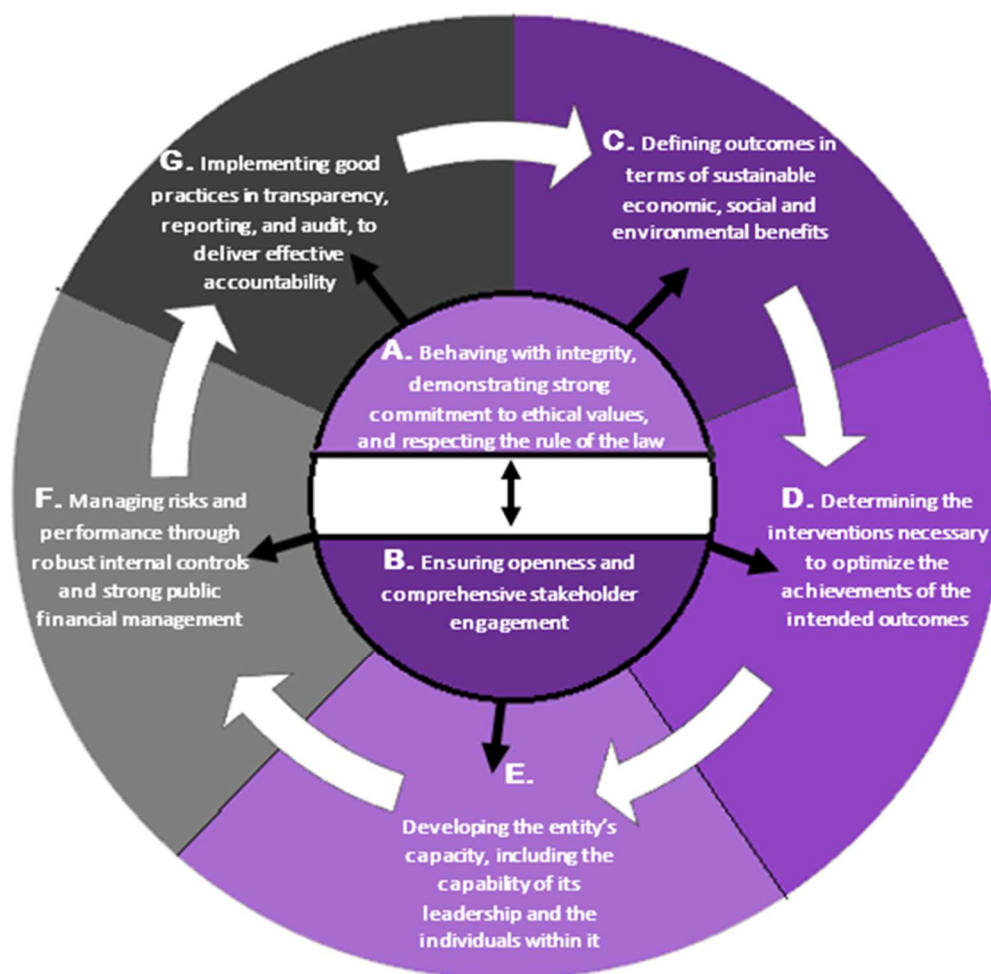 A. Behaving with integrity,
demonstrating strong
commitment to ethical values,
and respecting the rule of the law
B. Ensuring openness and
comprehensive stakeholder
engagement
C. Defining outcomes in
terms of sustainable
economic, social and
environmental benefits
D. Determining the
interventions necessary
to optimize the
achievements of the
intended outcomes
E.
Developing the entity's
capacity, including the
capability of its
leadership and the
individuals within it
F. Managing risks and
performance through
robust internal controls
and strong public
financial management
G. Implementing good
practices in transparency,
reporting, and audit, to
deliver effective
accountability